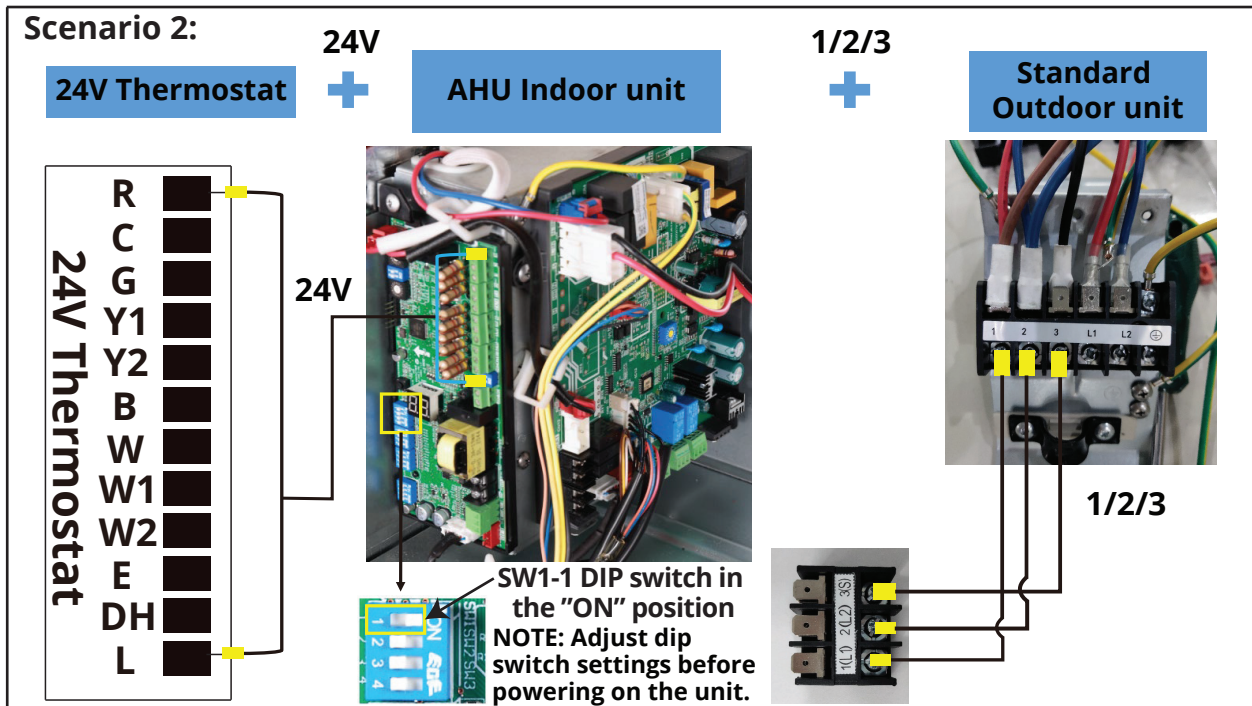 Scenario 2:
24V
1/2/3
24V Thermostat
AHU Indoor unit
Standard
Outdoor unit
R
C
G
Y1
Y2
B
W
W1
W2
E
DH
L
24V Thermostat
24V
1 2 3 L1 L2
1/2/3
SW1-1 DIP switch in
the ”ON” position
NOTE: Adjust dip
switch settings before
powering on the unit.
ON
1
2
3
4
SW1 SW2 SW3
1(L1) 2(L2) 3(S)